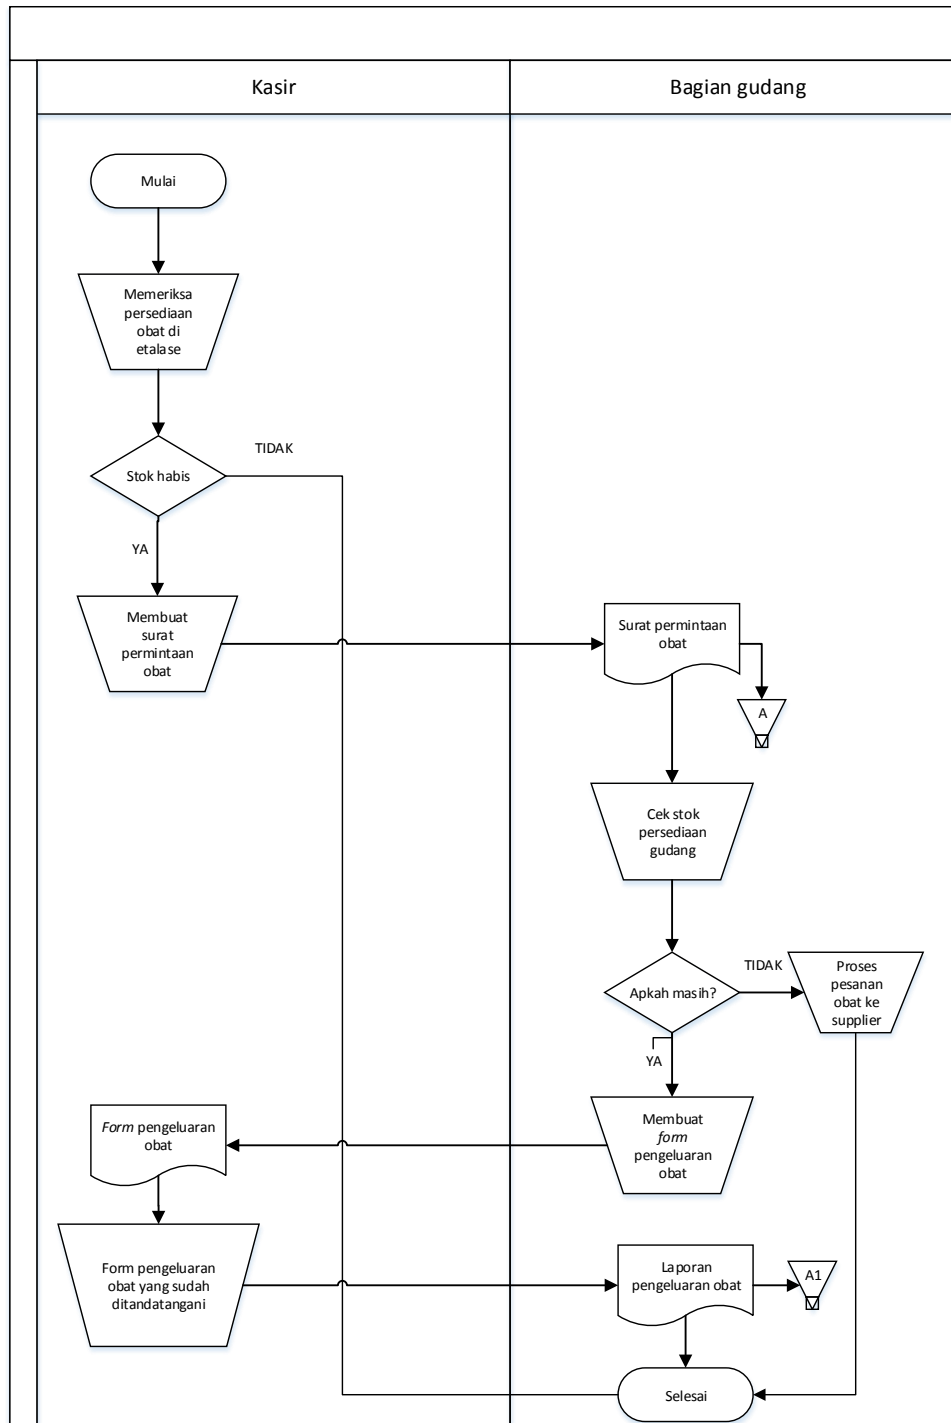 Kasir
Bagian gudang
Mulai
Memeriksa
persediaan
obat di
etalase
Stok habis
TIDAK
YA
Membuat
surat
permintaan
obat
Surat permintaan
obat
A
Cek stok
persediaan
gudang
Apkah masih?
TIDAK
Proses
pesanan
obat ke
supplier
YA
Membuat
form
pengeluaran
obat
Form pengeluaran
obat
Form pengeluaran
obat yang sudah
ditandatangani
Laporan
pengeluaran obat
A1
Selesai